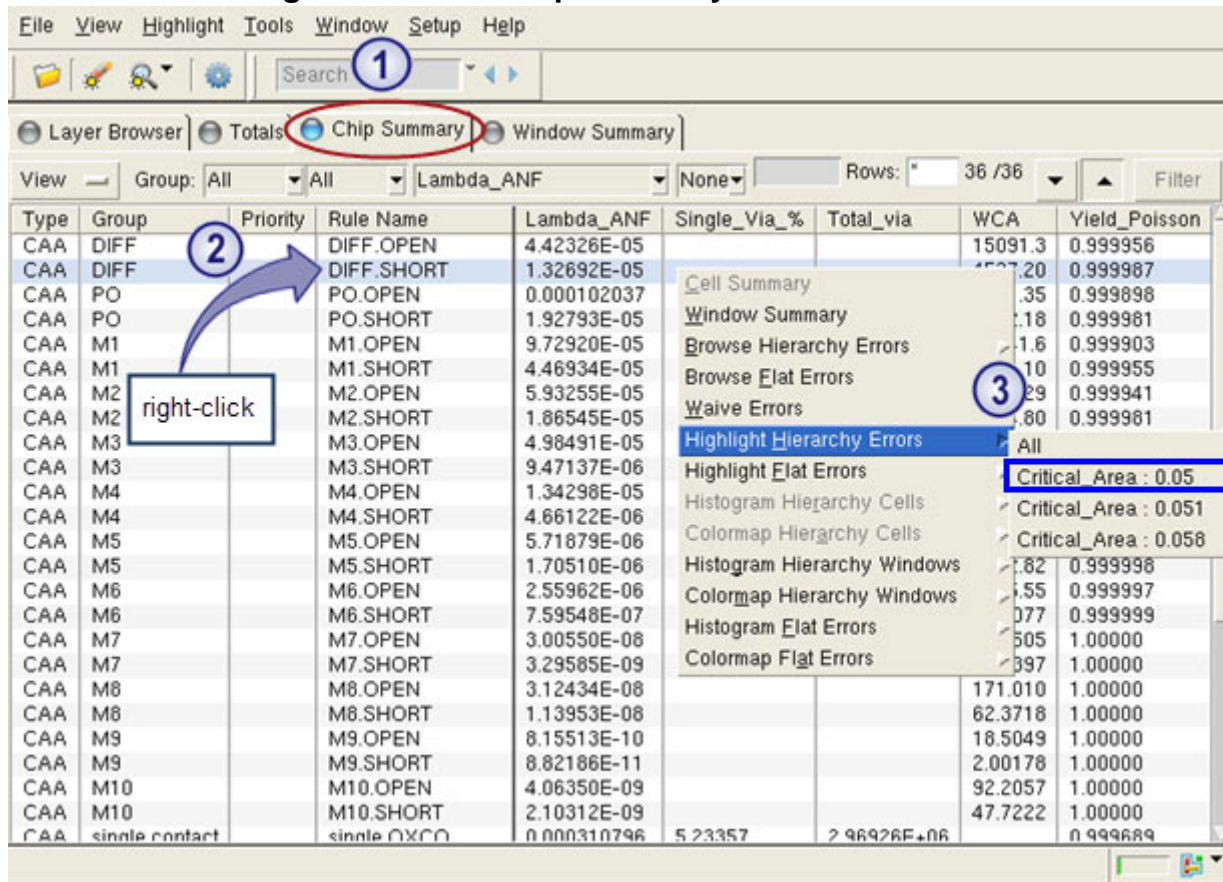 File View Highlight Tools Window Setup Help
Search
1
Layer Browser Totals Chip Summary Window Summary
View Group: All All Lambda_ANF None Rows: * 36 /36 Filter
Type Group Priority Rule Name Lambda_ANF Single_Via_% Total_via WCA Yield_Poisson
CAA DIFF DIFF.OPEN 4.42326E-05 15091.3 0.999956
2
CAA DIFF DIFF.SHORT 1.32692E-05 .20 0.999987
CAA PO PO.OPEN 0.000102037 .35 0.999898
CAA PO PO.SHORT 1.92793E-05 .18 0.999981
CAA M1 M1.OPEN 9.72920E-05 1.6 0.999903
CAA M1 M1.SHORT 4.46934E-05 10 0.999955
CAA M2 M2.OPEN 5.93255E-05 29 0.999941
CAA M2 M2.SHORT 1.86545E-05 .80 0.999981
right-click
CAA M3 M3.OPEN 4.98491E-05
CAA M3 M3.SHORT 9.47137E-06
CAA M4 M4.OPEN 1.34298E-05
CAA M4 M4.SHORT 4.66122E-06
CAA M5 M5.OPEN 5.71879E-06
CAA M5 M5.SHORT 1.70510E-06 .82 0.999998
CAA M6 M6.OPEN 2.55962E-06 .55 0.999997
CAA M6 M6.SHORT 7.59548E-07 077 0.999999
CAA M7 M7.OPEN 3.00550E-08 505 1.00000
CAA M7 M7.SHORT 3.29585E-09 397 1.00000
CAA M8 M8.OPEN 3.12434E-08 171.010 1.00000
CAA M8 M8.SHORT 1.13953E-08 62.3718 1.00000
CAA M9 M9.OPEN 8.15513E-10 18.5049 1.00000
CAA M9 M9.SHORT 8.82186E-11 2.00178 1.00000
CAA M10 M10.OPEN 4.06350E-09 92.2057 1.00000
CAA M10 M10.SHORT 2.10312E-09 47.7222 1.00000
CAA single contact 0.000310796 5.23357 2.96926E+06 0.999689
Cell Summary
Window Summary
Browse Hierarchy Errors
Browse Flat Errors
Waive Errors
Highlight Hierarchy Errors
Highlight Flat Errors
Histogram Hierarchy Cells
Colormap Hierarchy Cells
Histogram Hierarchy Windows
Colormap Hierarchy Windows
Histogram Flat Errors
Colormap Flat Errors
3
All
Critical_Area : 0.05
Critical_Area : 0.051
Critical_Area : 0.058